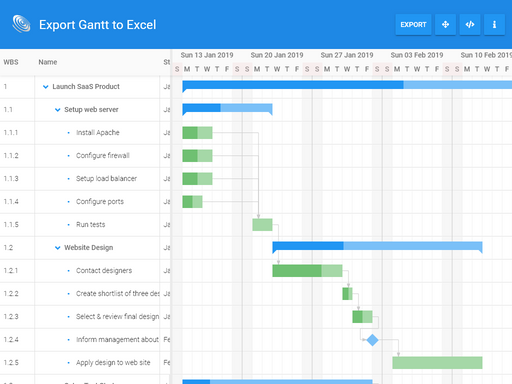 Export Gantt to Excel
EXPORT
WBS Name St Sun 13 Jan 2019 Sun 20 Jan 2019 Sun 27 Jan 2019 Sun 03 Feb 2019 Sun 10 Feb 2019
S M T W T F S S M T W T F S S M T W T F S S M T W T F S S M T W T F
1 Launch SaaS Product Ja
1.1 Setup web server Ja
1.1.1 Install Apache Ja
1.1.2 Configure firewall Ja
1.1.3 Setup load balancer Ja
1.1.4 Configure ports Ja
1.1.5 Run tests Ja
1.2 Website Design Ja
1.2.1 Contact designers Ja
1.2.2 Create shortlist of three des Ja
1.2.3 Select & review final design Ja
1.2.4 Inform management about Fe
1.2.5 Apply design to web site Fe